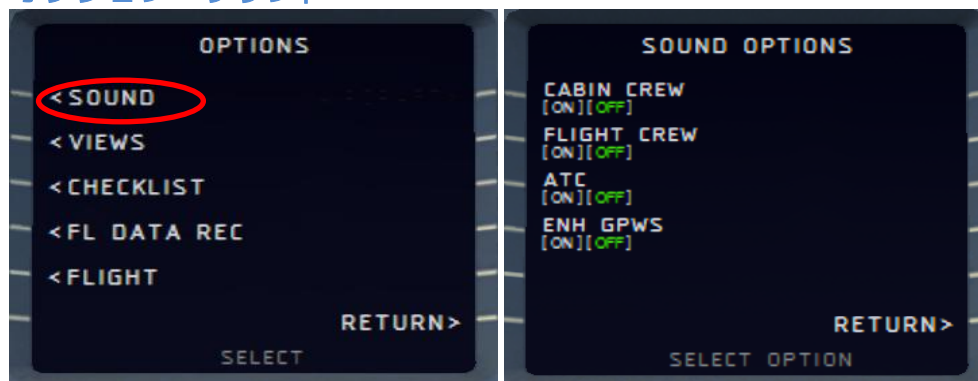 OPTIONS
<SOUND
<VIEWS
<CHECKLIST
<FL DATA REC
<FLIGHT
RETURN>
SELECT
SOUND OPTIONS
CABIN CREW
[ON][OFF]
FLIGHT CREW
[ON][OFF]
ATC
[ON][OFF]
ENH GPWS
[ON][OFF]
RETURN>
SELECT OPTION